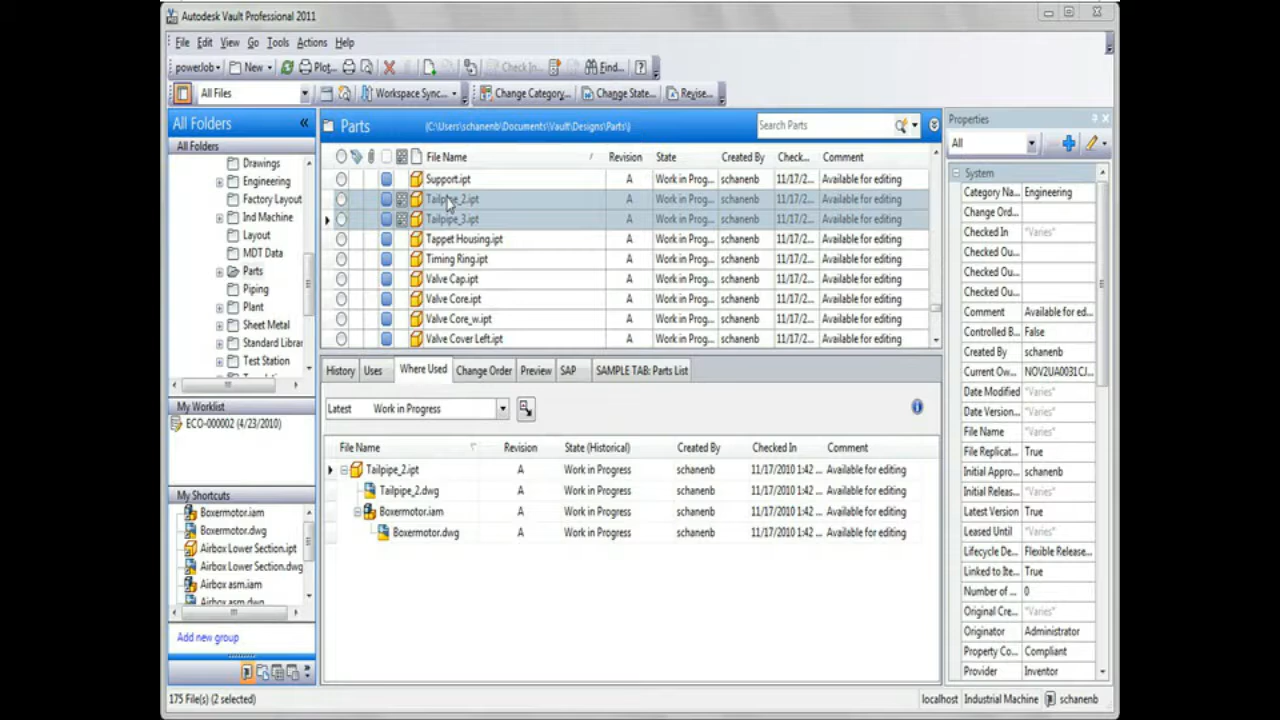 Autodesk Vault Professional 2011
File Edit View Go Tools Actions Help
powerJob New Plot... Check In... Find...
All Files Workspace Sync... Change Category... Change State... Revise...
All Folders
All Folders
Drawings
Engineering
Factory Layout
Ind Machine
Layout
MDT Data
Parts
Piping
Plant
Sheet Metal
Standard Librar
Test Station
My Worklist
ECO-000002 (4/23/2010)
My Shortcuts
Boxermotor.iam
Boxermotor.dwg
Airbox Lower Section.ipt
Airbox Lower Section.dwg
Airbox asm.iam
Airbox asm.dwg
Add new group
Parts (C:\Users\schanenb\Documents\Vault\Designs\Parts\) Search Parts
File Name Revision State Created By Check... Comment
Support.ipt A Work in Prog... schanenb 11/17/2... Available for editing
Tailpipe_2.ipt A Work in Prog... schanenb 11/17/2... Available for editing
Tailpipe_3.ipt A Work in Prog... schanenb 11/17/2... Available for editing
Tappet Housing.ipt A Work in Prog... schanenb 11/17/2... Available for editing
Timing Ring.ipt A Work in Prog... schanenb 11/17/2... Available for editing
Valve Cap.ipt A Work in Prog... schanenb 11/17/2... Available for editing
Valve Core.ipt A Work in Prog... schanenb 11/17/2... Available for editing
Valve Core_w.ipt A Work in Prog... schanenb 11/17/2... Available for editing
Valve Cover Left.ipt A Work in Prog... schanenb 11/17/2... Available for editing
History Uses Where Used Change Order Preview SAP SAMPLE TAB: Parts List
Latest Work in Progress
File Name Revision State (Historical) Created By Checked In Comment
Tailpipe_2.ipt A Work in Progress schanenb 11/17/2010 1:42 ... Available for editing
Tailpipe_2.dwg A Work in Progress schanenb 11/17/2010 1:42 ... Available for editing
Boxermotor.iam A Work in Progress schanenb 11/17/2010 1:42 ... Available for editing
Boxermotor.dwg A Work in Progress schanenb 11/17/2010 1:42 ... Available for editing
Properties
All
System
Category Na... Engineering
Change Ord...
Checked In *Varies*
Checked Ou...
Checked Ou...
Checked Ou...
Comment Available for ed...
Controlled B... False
Created By schanenb
Current Ow... NOV2UA0031CJ...
Date Modified *Varies*
Date Version... *Varies*
File Name *Varies*
File Replicat... True
Initial Appro... schanenb
Initial Releas... *Varies*
Latest Version True
Leased Until *Varies*
Lifecycle De... Flexible Release...
Linked to Ite... True
Number of ... 0
Original Cre... *Varies*
Originator Administrator
Property Co... Compliant
Provider Inventor
175 File(s) (2 selected) localhost Industrial Machine schanenb